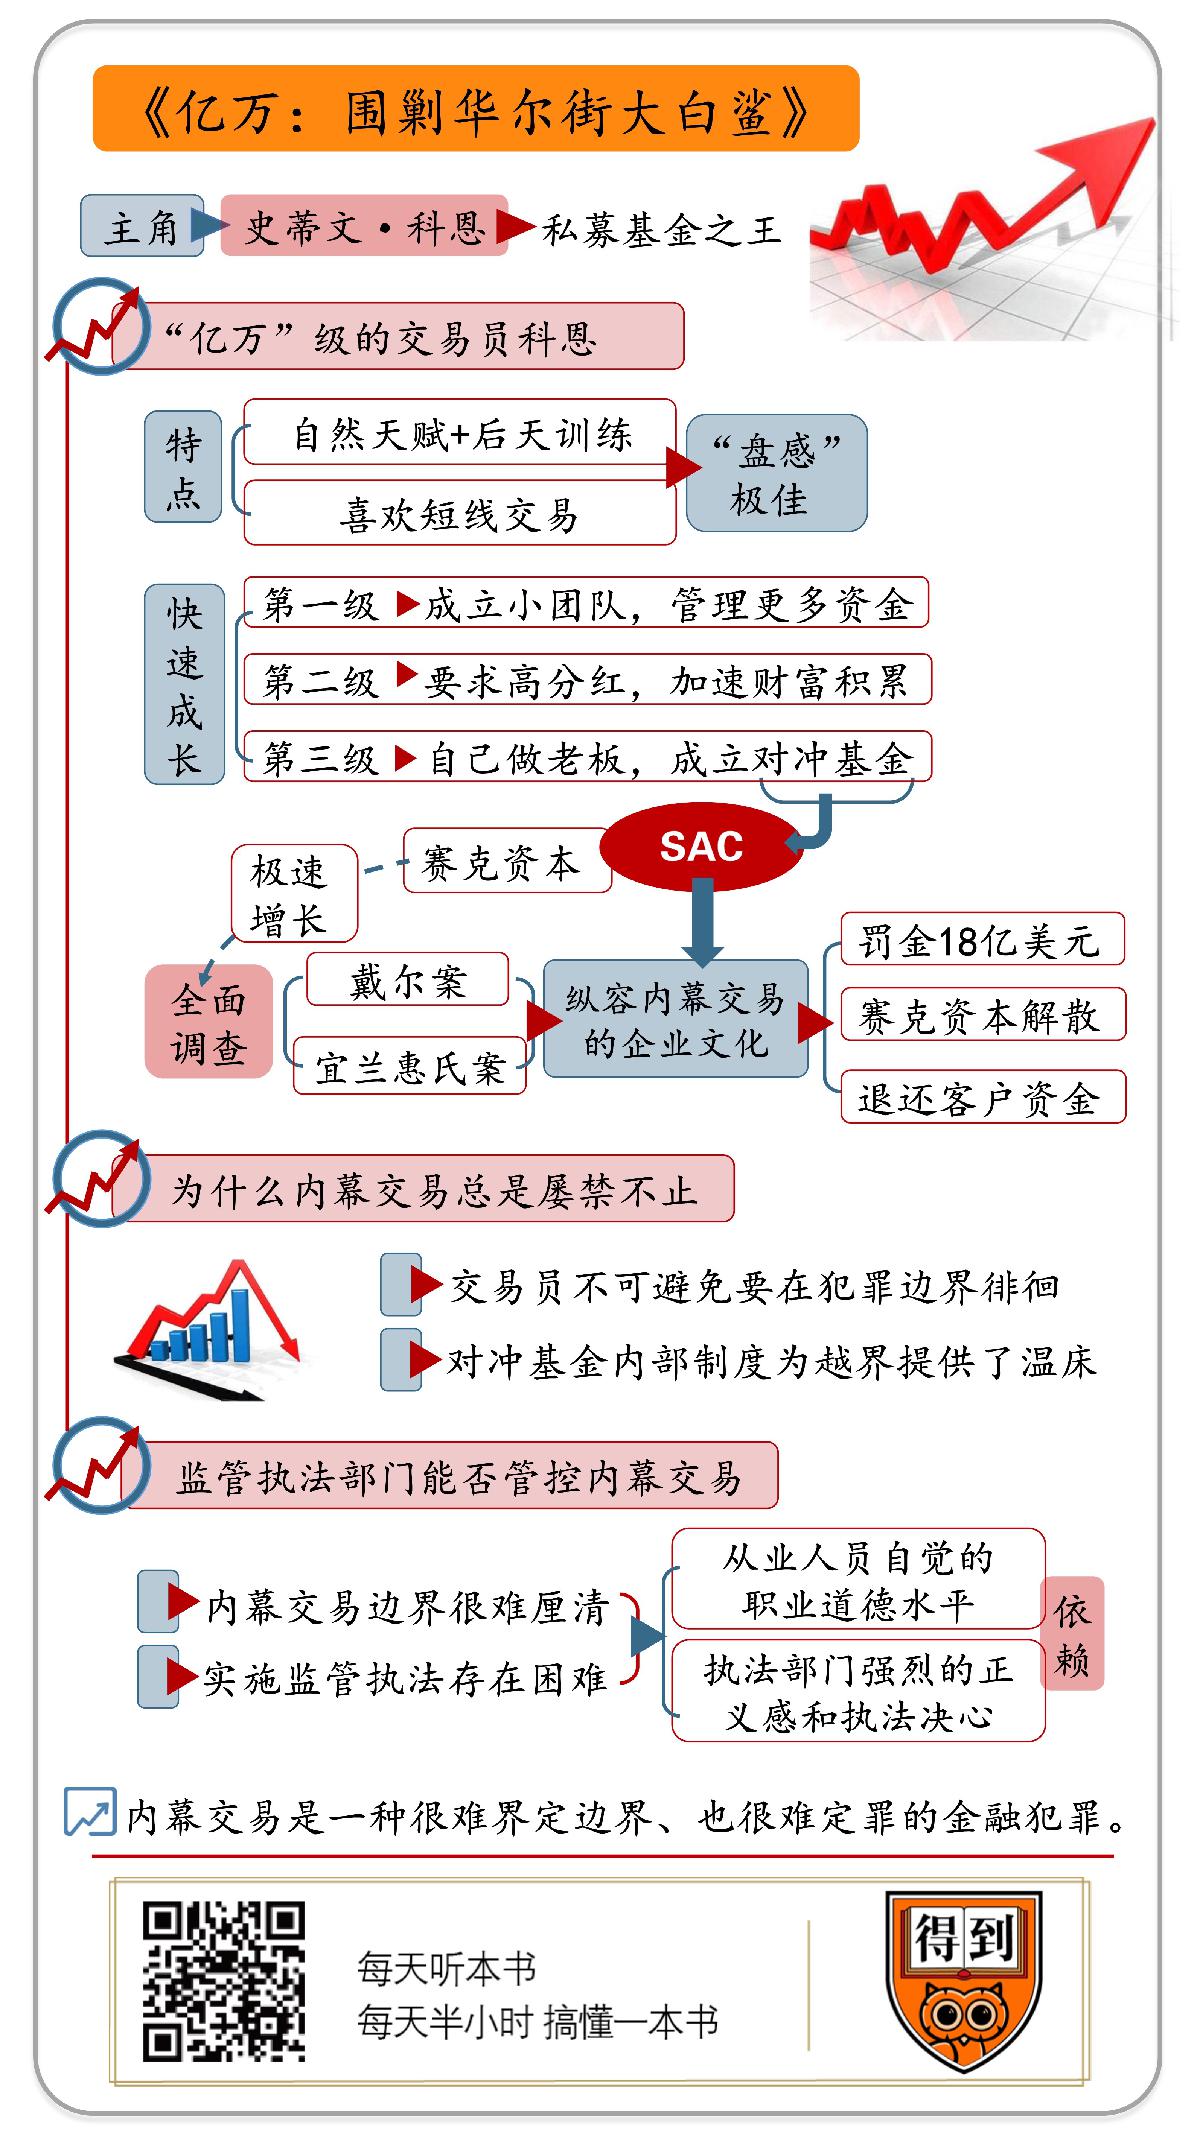 《亿万：围剿华尔街大白鲨》
主角
史蒂文·科恩
私募基金之王
“亿万”级的交易员科恩
特
点
自然天赋+后天训练
喜欢短线交易
“盘感”
极佳
快
速
成
长
第一级 成立小团队，管理更多资金
第二级 要求高分红，加速财富积累
第三级 自己做老板，成立对冲基金
SAC
赛克资本
极速
增长
全面
调查
戴尔案
宜兰惠氏案
纵容内幕交易
的企业文化
罚金18亿美元
赛克资本解散
退还客户资金
为什么内幕交易总是屡禁不止
交易员不可避免要在犯罪边界徘徊
对冲基金内部制度为越界提供了温床
监管执法部门能否管控内幕交易
内幕交易边界很难厘清
实施监管执法存在困难
从业人员自觉的
职业道德水平
执法部门强烈的正
义感和执法决心
依
赖
内幕交易是一种很难界定边界、也很难定罪的金融犯罪。
每天听本书
每天半小时 搞懂一本书
得到